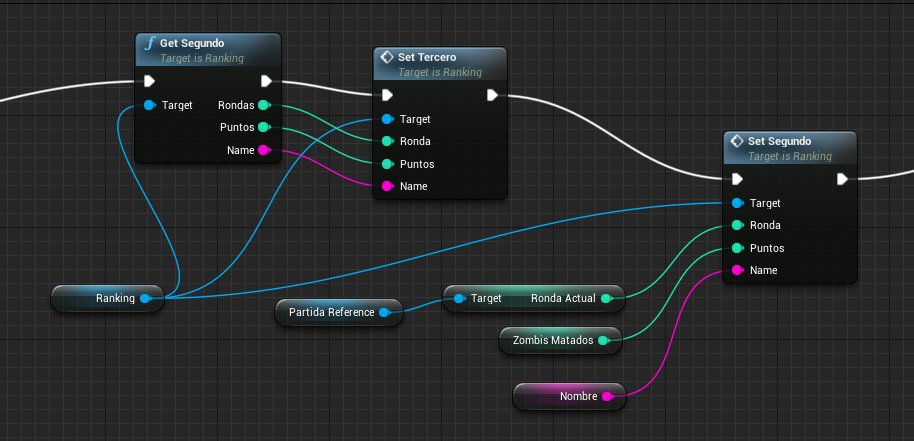 Get Segundo
Target is Ranking
Target
Rondas
Puntos
Name
Set Tercero
Target is Ranking
Target
Ronda
Puntos
Name
Set Segundo
Target is Ranking
Target
Ronda
Puntos
Name
Ranking
Partida Reference
Target
Ronda Actual
Zombis Matados
Nombre